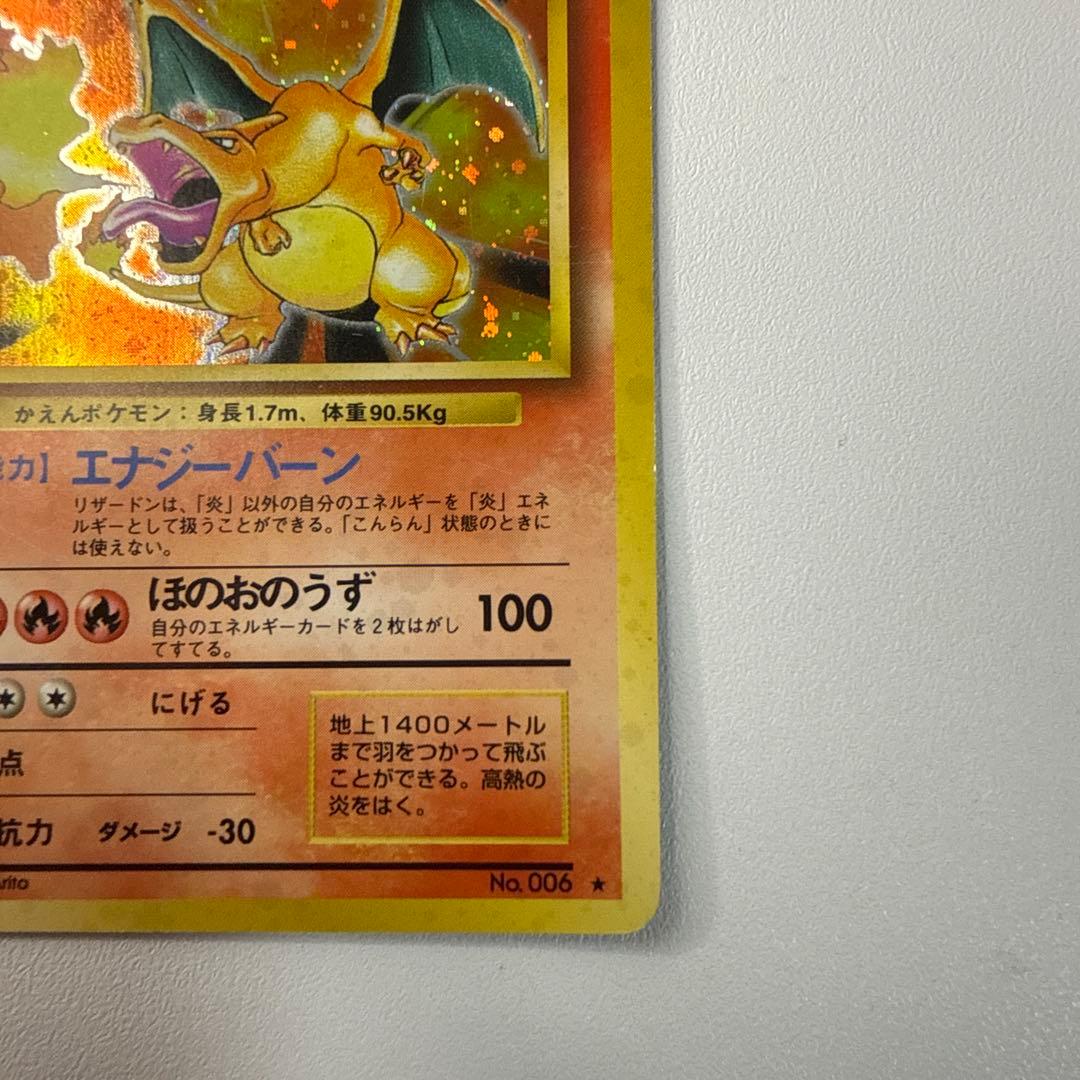 かえんポケモン：身長1.7m、体重90.5Kg
力】 エナジーバーン
リザードンは、「炎」以外の自分のエネルギーを「炎」エネ
ルギーとして扱うことができる。「こんらん」状態のときに
は使えない。
ほのおのうず 100
自分のエネルギーカードを2枚はがし
てすてる。
にげる
点
抗力 ダメージ -30
地上1400メートル
まで羽をつかって飛ぶ
ことができる。高熱の
炎をはく。
No. 006 ★